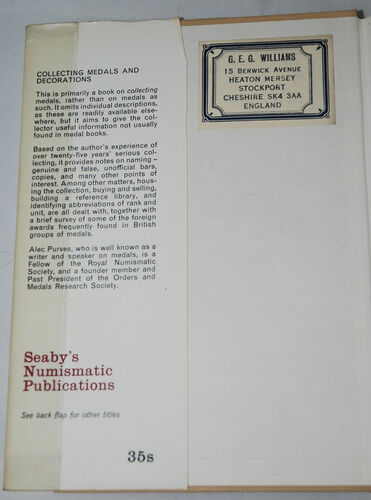 COLLECTING MEDALS AND
DECORATIONS
This is primarily a book on collecting
medals, rather than on medals as
such. It omits individual descriptions,
as these are readily available else-
where, but it aims to give the col-
lector useful information not usually
found in medal books.
Based on the author's experience of
over twenty-five years' serious col-
lecting, it provides notes on naming –
genuine and false, unofficial bars,
copies, and many other points of
interest. Among other matters, hous-
ing the collection, buying and selling,
building a reference library, and
identifying abbreviations of rank and
unit, are all dealt with, together with
a brief survey of some of the foreign
awards frequently found in British
groups of medals.
Alec Purves, who is well known as a
writer and speaker on medals, is a
Fellow of the Royal Numismatic
Society, and a founder member and
Past President of the Orders and
Medals Research Society.
Seaby's
Numismatic
Publications
See back flap for other titles
35s
G. E. G. WILLIAMS
15 BERWICK AVENUE
HEATON MERSEY
STOCKPORT
CHESHIRE SK4 3AA
ENGLAND